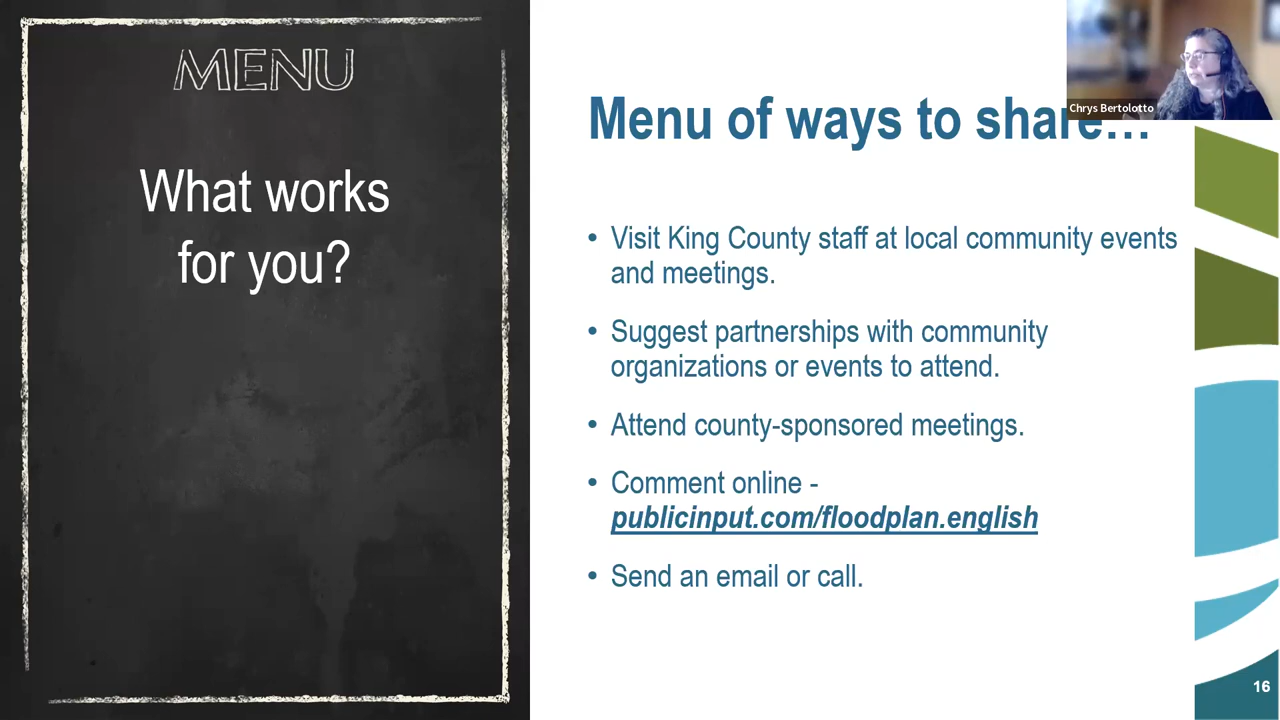 MENU
What works
for you?
Menu of ways to share...
Chrys Bertolotto
• Visit King County staff at local community events
and meetings.
• Suggest partnerships with community
organizations or events to attend.
• Attend county-sponsored meetings.
• Comment online -
publicinput.com/floodplan.english
• Send an email or call.
16